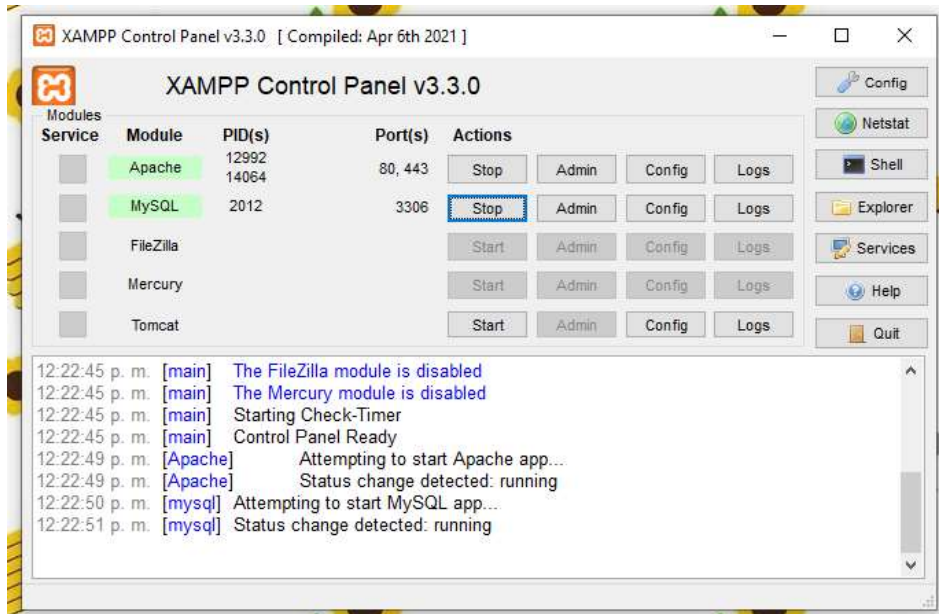 XAMPP Control Panel v3.3.0 [ Compiled: Apr 6th 2021 ]
XAMPP Control Panel v3.3.0
Config
Modules
Service Module PID(s) Port(s) Actions
Netstat
Apache 12992 14064 80, 443 Stop Admin Config Logs
Shell
MySQL 2012 3306 Stop Admin Config Logs
Explorer
FileZilla Start Admin Config Logs
Services
Mercury Start Admin Config Logs
Help
Tomcat Start Admin Config Logs
Quit
12:22:45 p. m. [main] The FileZilla module is disabled
12:22:45 p. m. [main] The Mercury module is disabled
12:22:45 p. m. [main] Starting Check-Timer
12:22:45 p. m. [main] Control Panel Ready
12:22:49 p. m. [Apache] Attempting to start Apache app...
12:22:49 p. m. [Apache] Status change detected: running
12:22:50 p. m. [mysql] Attempting to start MySQL app...
12:22:51 p. m. [mysql] Status change detected: running